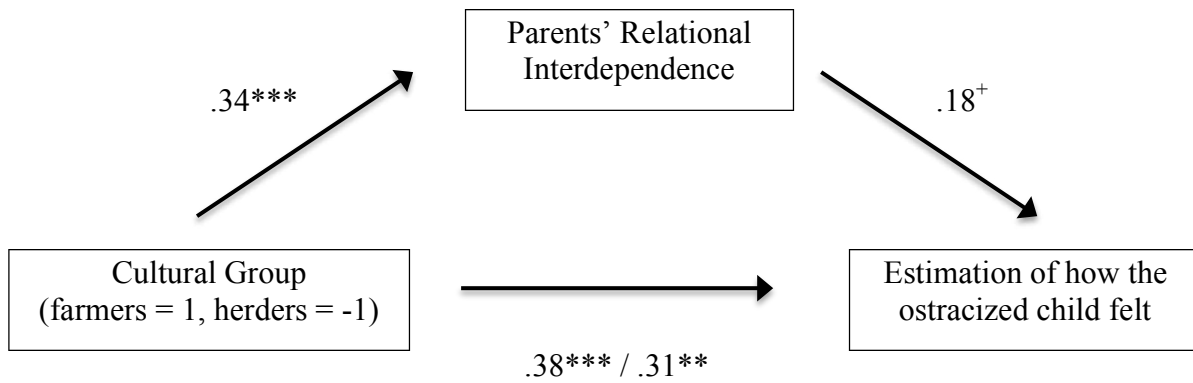 Parents’ Relational
Interdependence
.34***
.18⁺
Cultural Group
(farmers = 1, herders = -1)
Estimation of how the
ostracized child felt
.38*** / .31**